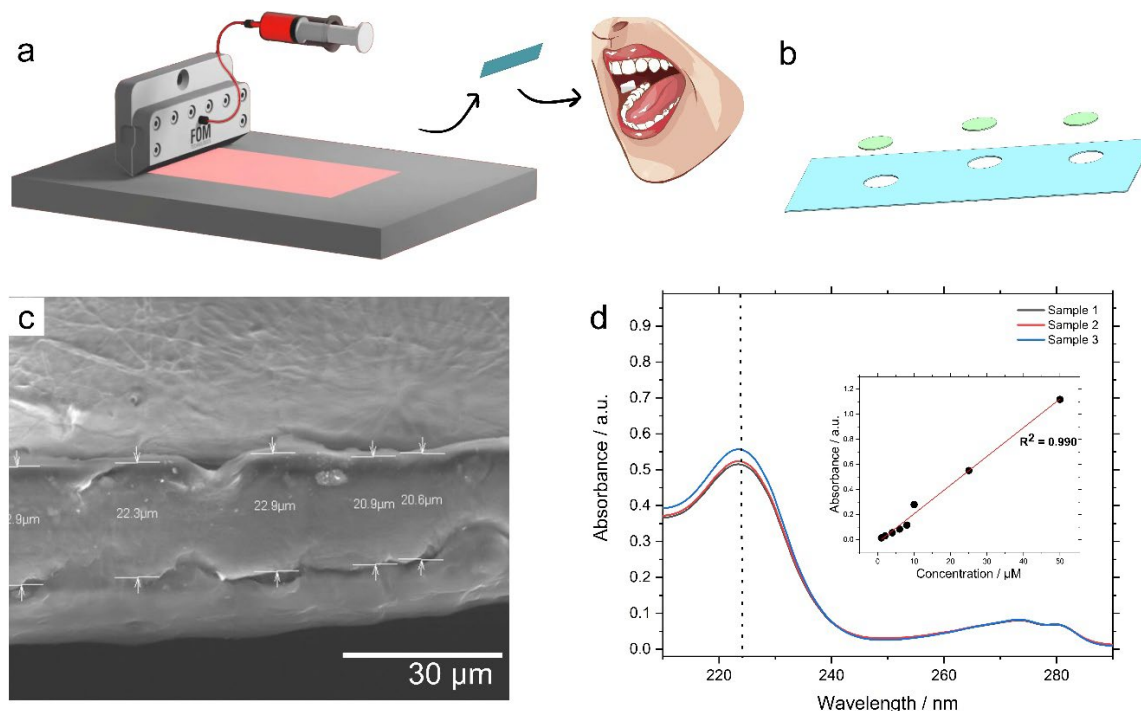 a
FOM
b
c
2.9µm
22.3µm
22.9µm
20.9µm
20.6µm
30 µm
d
Sample 1
Sample 2
Sample 3
0.9
0.8
0.7
0.6
0.5
0.4
0.3
0.2
0.1
0.0
Absorbance / a.u.
220
240
260
280
Wavelength / nm
1.2
1.0
0.8
0.6
0.4
0.2
0.0
Absorbance / a.u.
R² = 0.990
0
10
20
30
40
50
Concentration / µM